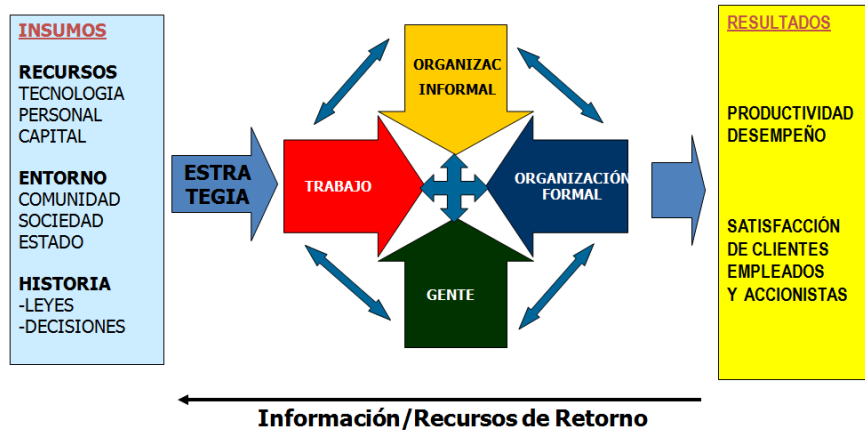 INSUMOS
RECURSOS
TECNOLOGIA
PERSONAL
CAPITAL
ENTORNO
COMUNIDAD
SOCIEDAD
ESTADO
HISTORIA
-LEYES
-DECISIONES
ESTRA
TEGIA
TRABAJO
ORGANIZAC
INFORMAL
ORGANIZACIÓN
FORMAL
GENTE
RESULTADOS
PRODUCTIVIDAD
DESEMPEÑO
SATISFACCIÓN
DE CLIENTES
EMPLEADOS
Y ACCIONISTAS
Información/Recursos de Retorno